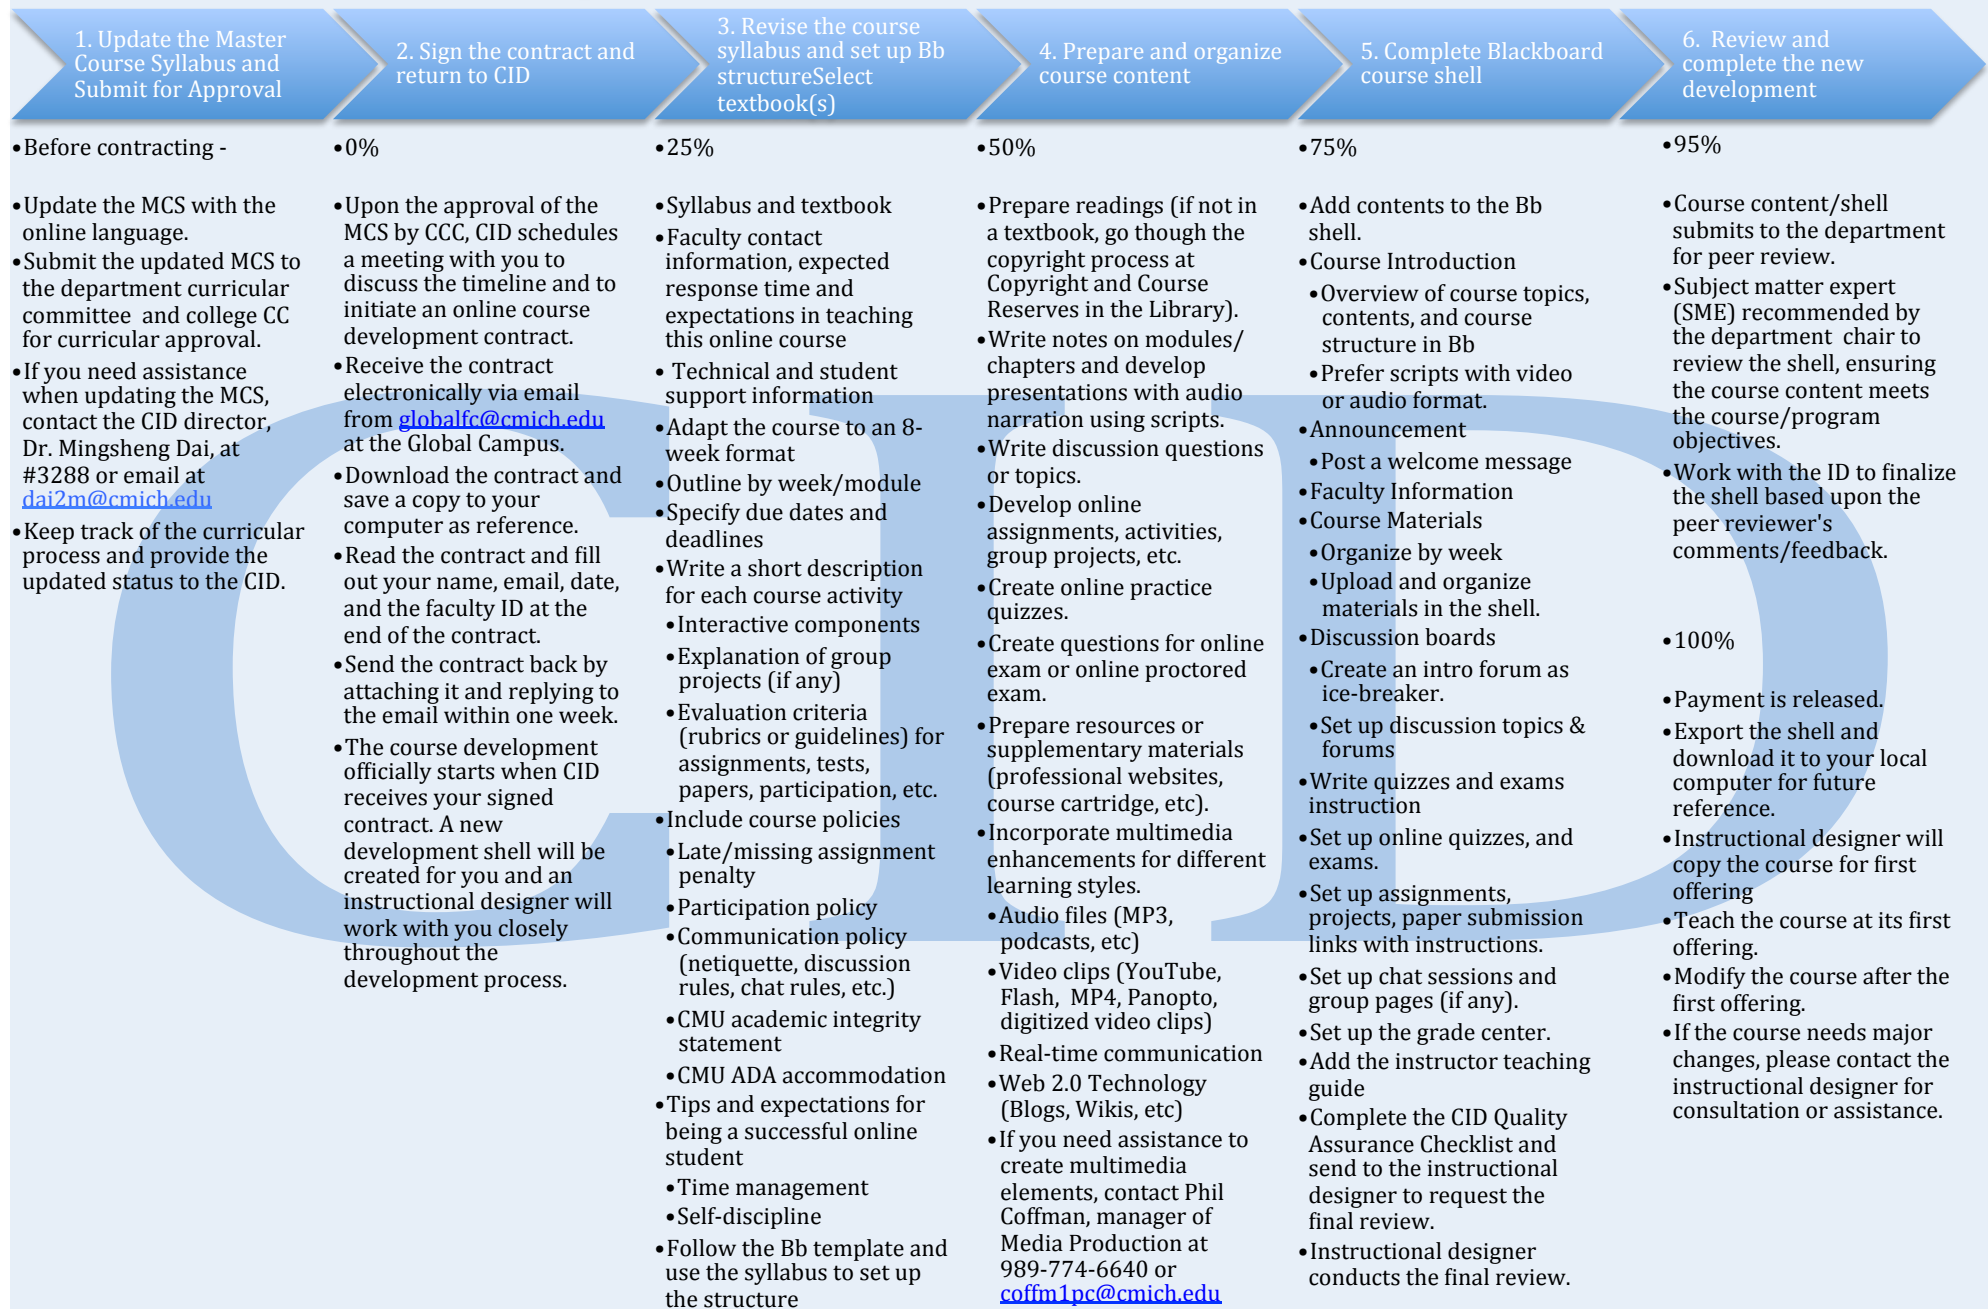 1. Update the Master
Course Syllabus and
Submit for Approval
2. Sign the contract and
return to CID
3. Revise the course
syllabus and set up Bb
structureSelect
textbook(s)
4. Prepare and organize
course content
5. Complete Blackboard
course shell
6. Review and
complete the new
development
•Before contracting -
•Update the MCS with the
online language.
•Submit the updated MCS to
the department curricular
committee and college CC
for curricular approval.
•If you need assistance
when updating the MCS,
contact the CID director,
Dr. Mingsheng Dai, at
#3288 or email at
dai2m@cmich.edu
•Keep track of the curricular
process and provide the
updated status to the CID.
•0%
•Upon the approval of the
MCS by CCC, CID schedules
a meeting with you to
discuss the timeline and to
initiate an online course
development contract.
•Receive the contract
electronically via email
from globalfc@cmich.edu
at the Global Campus.
•Download the contract and
save a copy to your
computer as reference.
•Read the contract and fill
out your name, email, date,
and the faculty ID at the
end of the contract.
•Send the contract back by
attaching it and replying to
the email within one week.
•The course development
officially starts when CID
receives your signed
contract. A new
development shell will be
created for you and an
instructional designer will
work with you closely
throughout the
development process.
•25%
•Syllabus and textbook
•Faculty contact
information, expected
response time and
expectations in teaching
this online course
• Technical and student
support information
•Adapt the course to an 8-
week format
•Outline by week/module
•Specify due dates and
deadlines
•Write a short description
for each course activity
•Interactive components
•Explanation of group
projects (if any)
•Evaluation criteria
(rubrics or guidelines) for
assignments, tests,
papers, participation, etc.
•Include course policies
•Late/missing assignment
penalty
•Participation policy
•Communication policy
(netiquette, discussion
rules, chat rules, etc.)
•CMU academic integrity
statement
•CMU ADA accommodation
•Tips and expectations for
being a successful online
student
•Time management
•Self-discipline
•Follow the Bb template and
use the syllabus to set up
the structure
•50%
•Prepare readings (if not in
a textbook, go though the
copyright process at
Copyright and Course
Reserves in the Library).
•Write notes on modules/
chapters and develop
presentations with audio
narration using scripts.
•Write discussion questions
or topics.
•Develop online
assignments, activities,
group projects, etc.
•Create online practice
quizzes.
•Create questions for online
exam or online proctored
exam.
•Prepare resources or
supplementary materials
(professional websites,
course cartridge, etc).
•Incorporate multimedia
enhancements for different
learning styles.
•Audio files (MP3,
podcasts, etc)
•Video clips (YouTube,
Flash, MP4, Panopto,
digitized video clips)
•Real-time communication
•Web 2.0 Technology
(Blogs, Wikis, etc)
•If you need assistance to
create multimedia
elements, contact Phil
Coffman, manager of
Media Production at
989-774-6640 or
coffm1pc@cmich.edu
•75%
•Add contents to the Bb
shell.
•Course Introduction
•Overview of course topics,
contents, and course
structure in Bb
•Prefer scripts with video
or audio format.
•Announcement
•Post a welcome message
•Faculty Information
•Course Materials
•Organize by week
•Upload and organize
materials in the shell.
•Discussion boards
•Create an intro forum as
ice-breaker.
•Set up discussion topics &
forums
•Write quizzes and exams
instruction
•Set up online quizzes, and
exams.
•Set up assignments,
projects, paper submission
links with instructions.
•Set up chat sessions and
group pages (if any).
•Set up the grade center.
•Add the instructor teaching
guide
•Complete the CID Quality
Assurance Checklist and
send to the instructional
designer to request the
final review.
•Instructional designer
conducts the final review.
•95%
•Course content/shell
submits to the department
for peer review.
•Subject matter expert
(SME) recommended by
the department chair to
review the shell, ensuring
the course content meets
the course/program
objectives.
•Work with the ID to finalize
the shell based upon the
peer reviewer's
comments/feedback.
•100%
•Payment is released.
•Export the shell and
download it to your local
computer for future
reference.
•Instructional designer will
copy the course for first
offering
•Teach the course at its first
offering.
•Modify the course after the
first offering.
•If the course needs major
changes, please contact the
instructional designer for
consultation or assistance.
CID